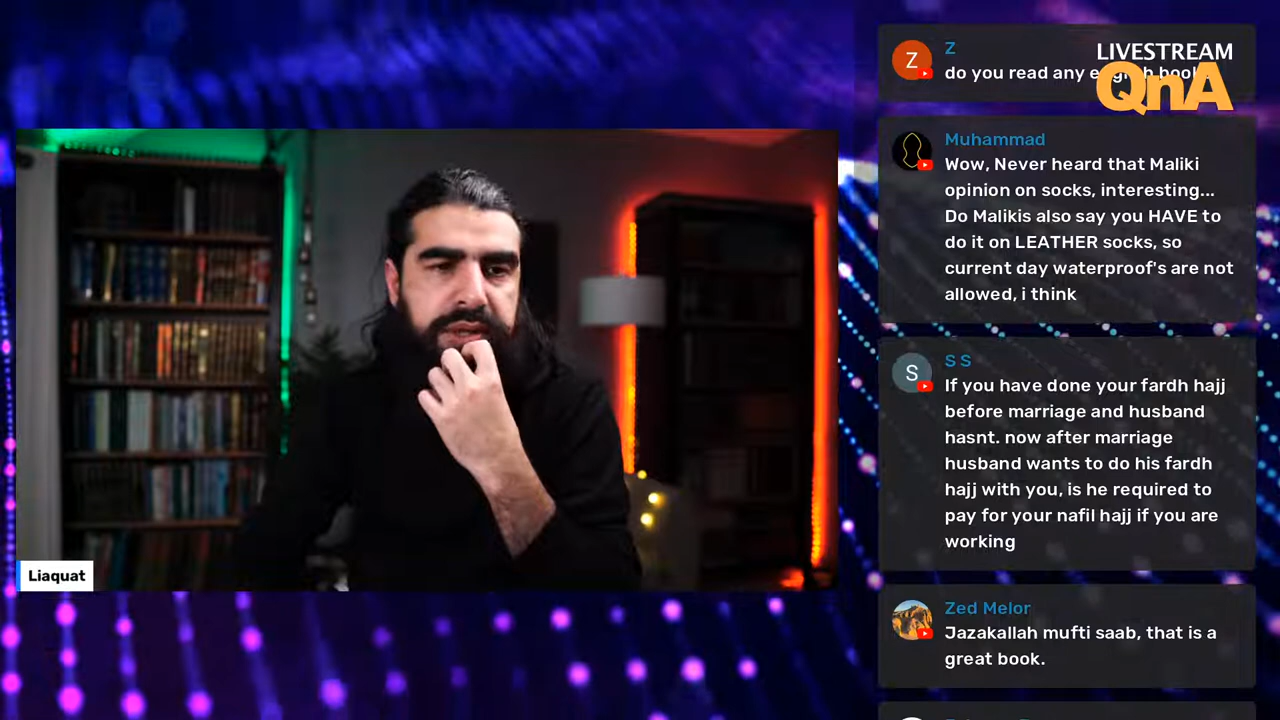 LIVESTREAM
QnA
Z
do you read any english book
Muhammad
Wow, Never heard that Maliki
opinion on socks, interesting...
Do Malikis also say you HAVE to
do it on LEATHER socks, so
current day waterproof's are not
allowed, i think
S S
If you have done your fardh hajj
before marriage and husband
hasnt. now after marriage
husband wants to do his fardh
hajj with you, is he required to
pay for your nafil hajj if you are
working
Zed Melor
Jazakallah mufti saab, that is a
great book.
Liaquat